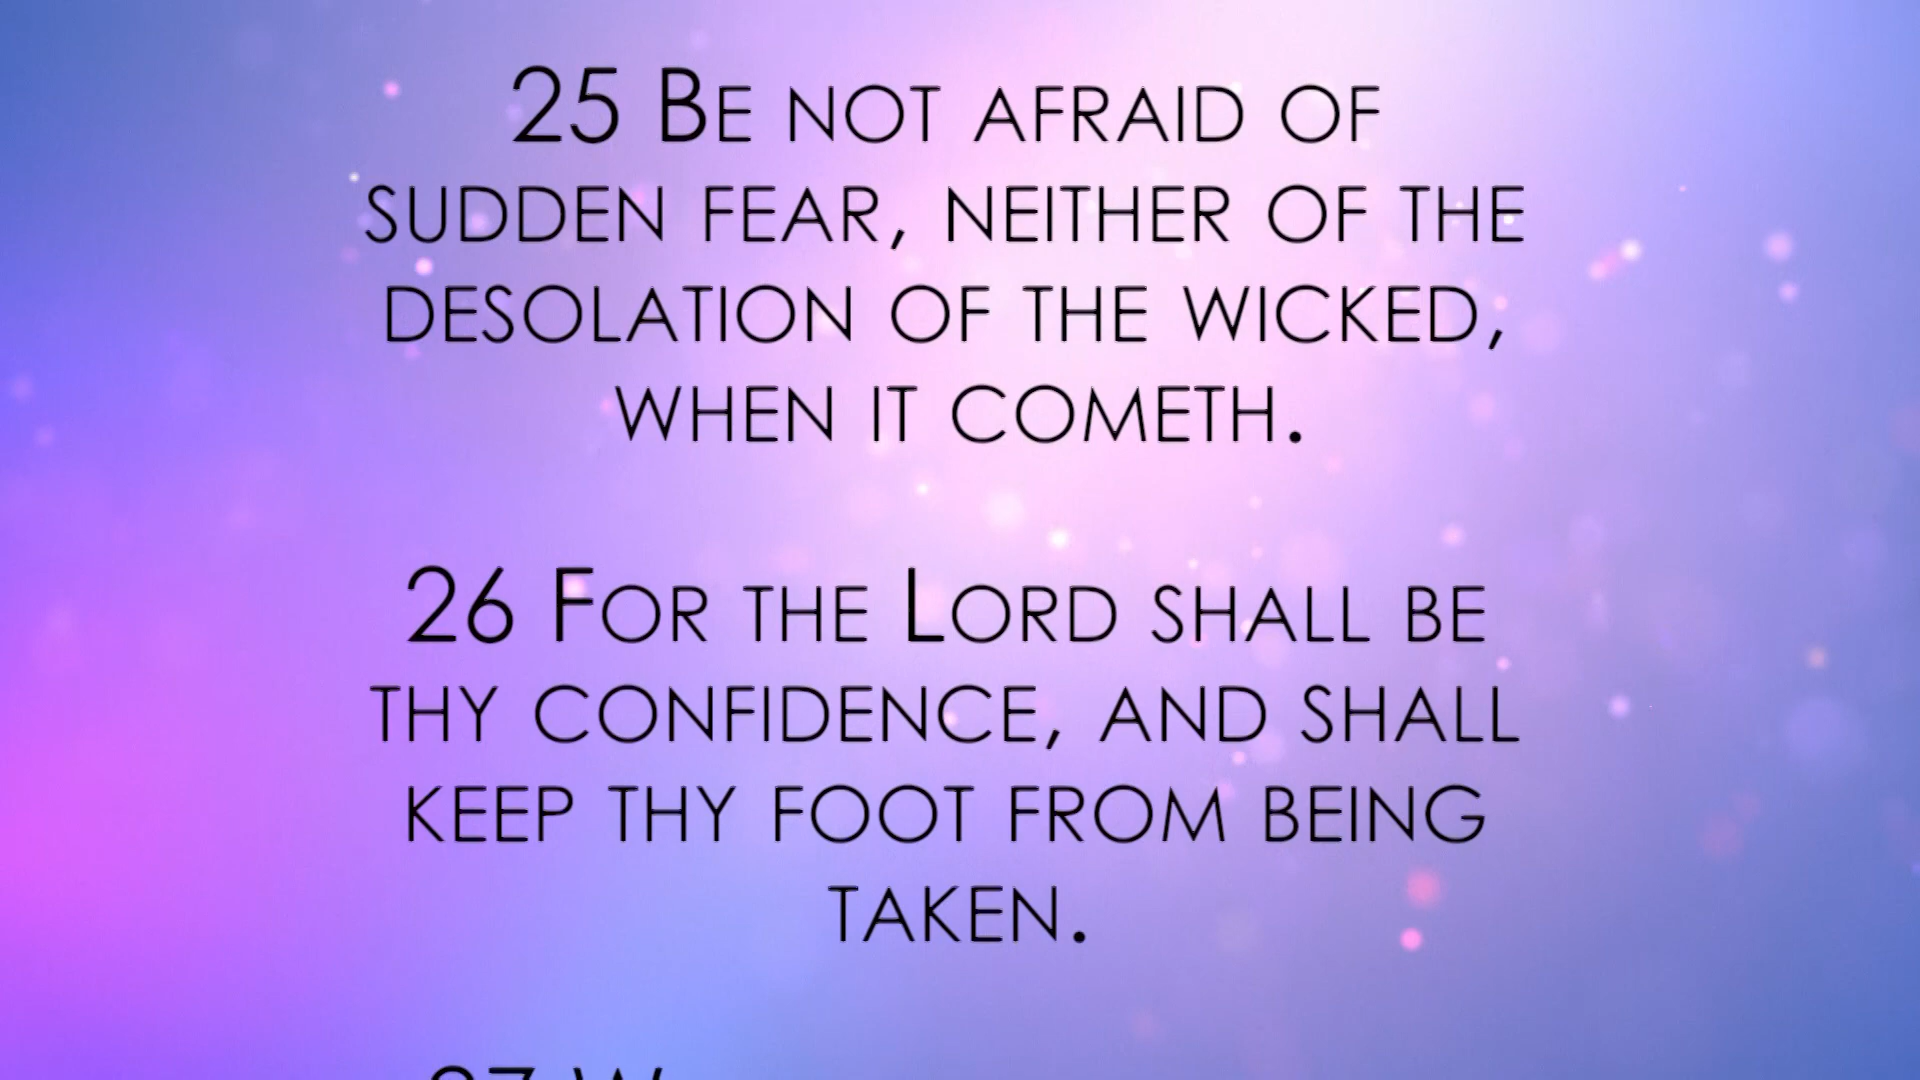 25 Be not afraid of
sudden fear, neither of the
desolation of the wicked,
when it cometh.
26 For the Lord shall be
thy confidence, and shall
keep thy foot from being
taken.
27 W